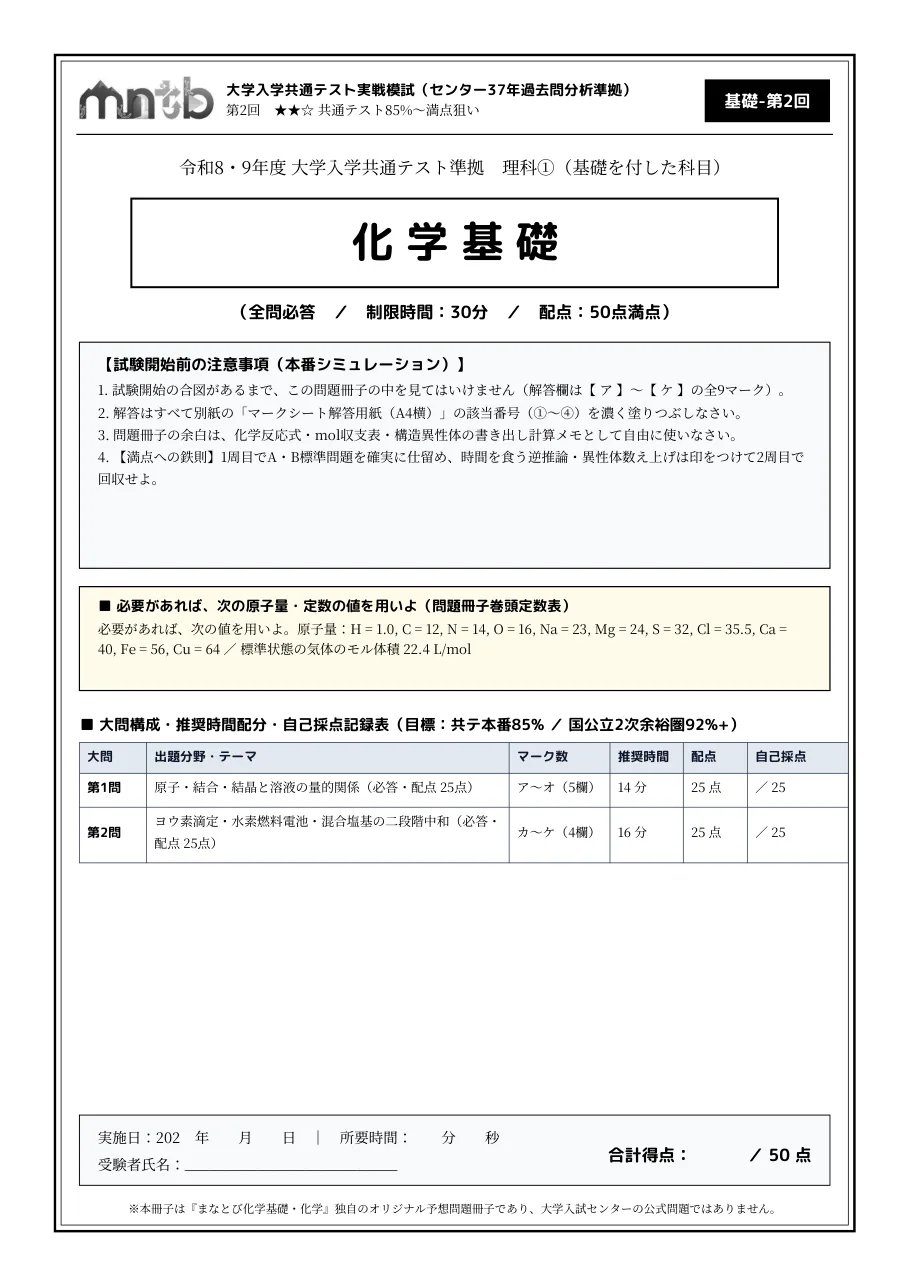 mntb
大学入学共通テスト実戦模試（センター37年過去問分析準拠）
第2回　★★☆ 共通テスト85%～満点狙い
基礎-第2回
令和8・9年度 大学入学共通テスト準拠　理科①（基礎を付した科目）
化学基礎
（全問必答　／　制限時間：30分　／　配点：50点満点）
【試験開始前の注意事項（本番シミュレーション）】
1. 試験開始の合図があるまで、この問題冊子の中を見てはいけません（解答欄は【 ア 】～【 ケ 】の全9マーク）。
2. 解答はすべて別紙の「マークシート解答用紙（A4横）」の該当番号（①～④）を濃く塗りつぶしなさい。
3. 問題冊子の余白は、化学反応式・mol収支表・構造異性体の書き出し計算メモとして自由に使いなさい。
4. 【満点への鉄則】1周目でA・B標準問題を確実に仕留め、時間を食う逆推論・異性体数え上げは印をつけて2周目で
回収せよ。
■ 必要があれば、次の原子量・定数の値を用いよ（問題冊子巻頭定数表）
必要があれば、次の値を用いよ。原子量：H = 1.0, C = 12, N = 14, O = 16, Na = 23, Mg = 24, S = 32, Cl = 35.5, Ca =
40, Fe = 56, Cu = 64 ／ 標準状態の気体のモル体積 22.4 L/mol
■ 大問構成・推奨時間配分・自己採点記録表（目標：共テ本番85% ／ 国公立2次余裕圏92%+）
大問 出題分野・テーマ マーク数 推奨時間 配点 自己採点
第1問 原子・結合・結晶と溶液の量的関係（必答・配点 25点） ア～オ（5欄） 14 分 25 点 ／ 25
第2問 ヨウ素滴定・水素燃料電池・混合塩基の二段階中和（必答・
配点 25点） カ～ケ（4欄） 16 分 25 点 ／ 25
実施日：202　年　　月　　日　｜　所要時間：　　分　　秒
受験者氏名：______________________________
合計得点：　　　／ 50 点
※本冊子は『まなとび化学基礎・化学』独自のオリジナル予想問題冊子であり、大学入試センターの公式問題ではありません。